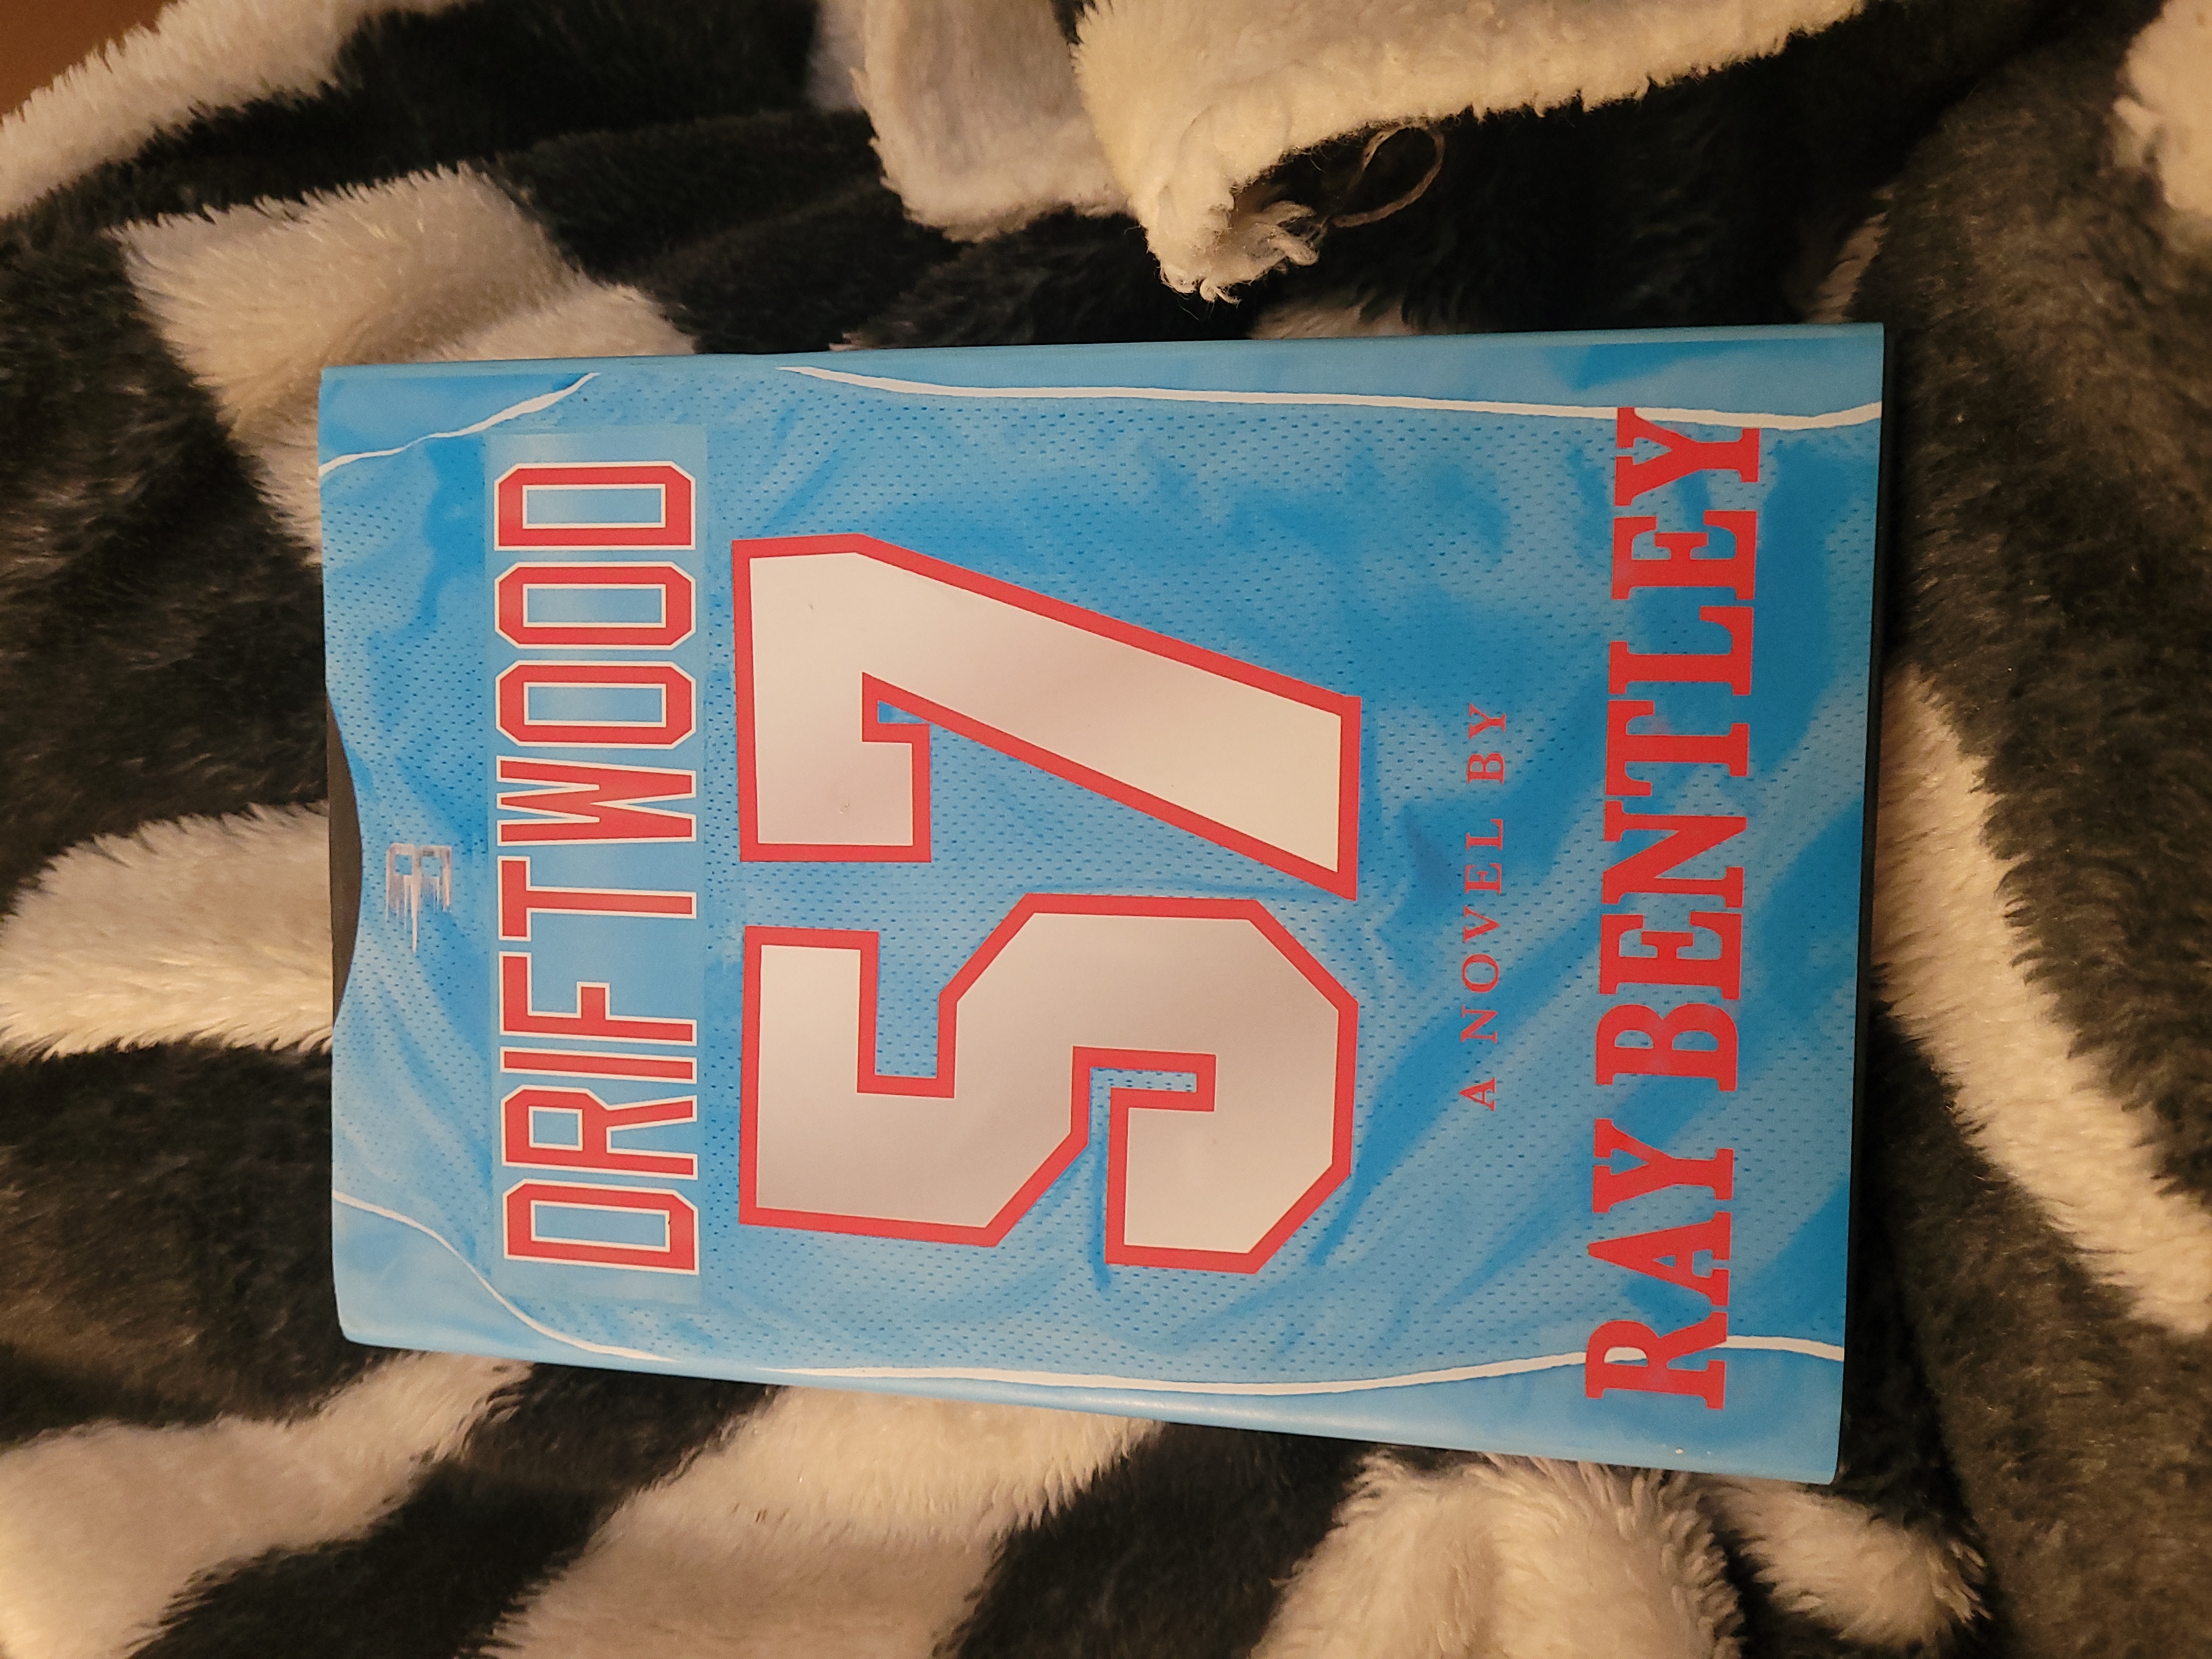 DRIFTWOOD
57
A NOVEL BY
RAY BENTLEY